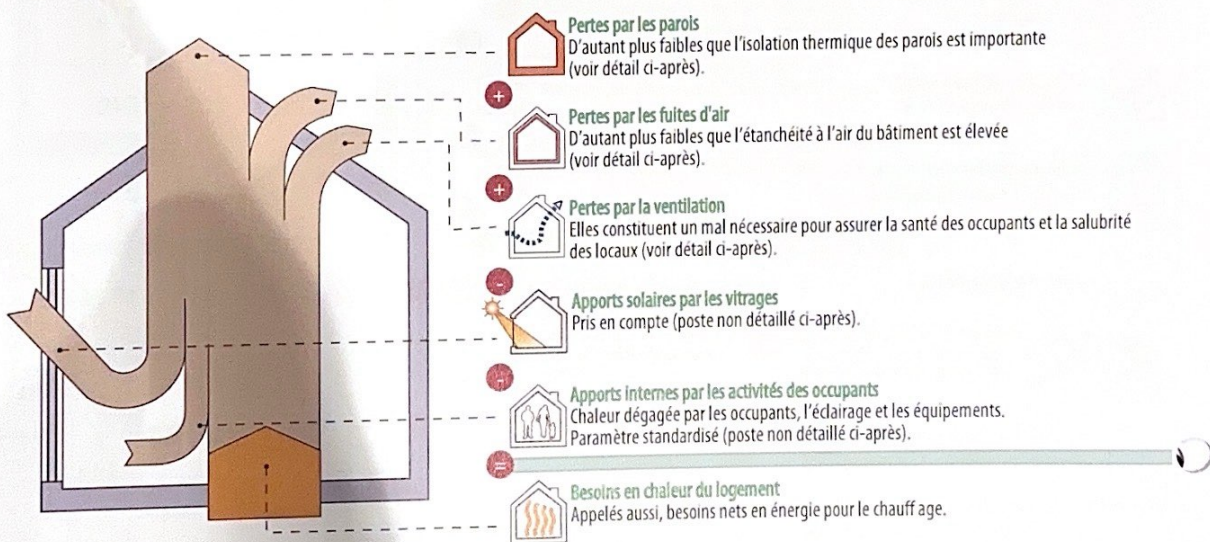 Pertes par les parois
D'autant plus faibles que l'isolation thermique des parois est importante
(voir détail ci-après).
+
Pertes par les fuites d'air
D'autant plus faibles que l'étanchéité à l'air du bâtiment est élevée
(voir détail ci-après).
+
Pertes par la ventilation
Elles constituent un mal nécessaire pour assurer la santé des occupants et la salubrité
des locaux (voir détail ci-après).
-
Apports solaires par les vitrages
Pris en compte (poste non détaillé ci-après).
-
Apports internes par les activités des occupants
Chaleur dégagée par les occupants, l'éclairage et les équipements.
Paramètre standardisé (poste non détaillé ci-après).
=
Besoins en chaleur du logement
Appelés aussi, besoins nets en énergie pour le chauff age.